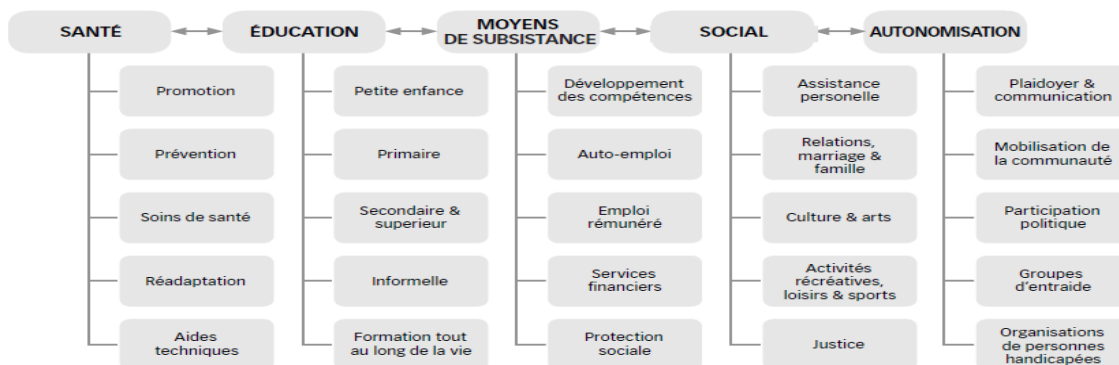 SANTÉ
ÉDUCATION
MOYENS
DE SUBSISTANCE
SOCIAL
AUTONOMISATION
Promotion
Petite enfance
Développement
des compétences
Assistance
personelle
Plaidoyer &
communication
Prévention
Primaire
Auto-emploi
Relations,
marriage &
famille
Mobilisation de
la communauté
Soins de santé
Secondaire &
superieur
Emploi
rémunéré
Culture & arts
Participation
politique
Réadaptation
Informelle
Services
financiers
Activités
récréatives,
loisirs & sports
Groupes
d'entraide
Aides
techniques
Formation tout
au long de la vie
Protection
sociale
Justice
Organisations
de personnes
handicapées